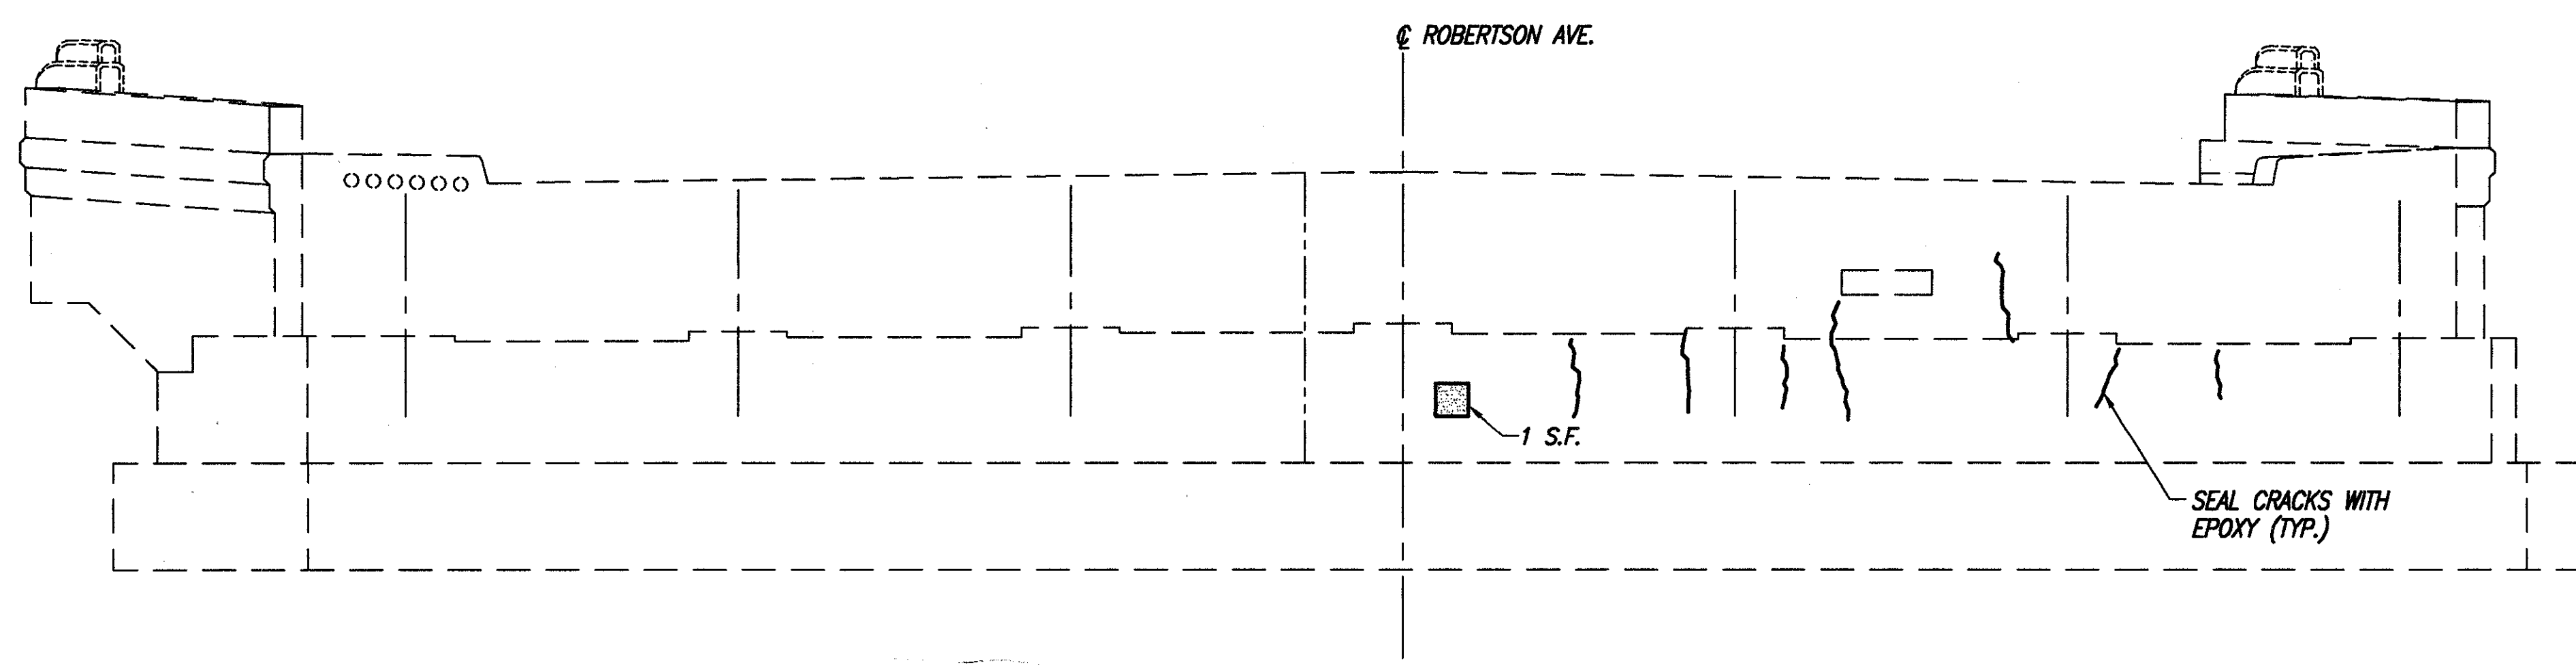 ℄ ROBERTSON AVE.
1 S.F.
SEAL CRACKS WITH
EPOXY (TYP.)